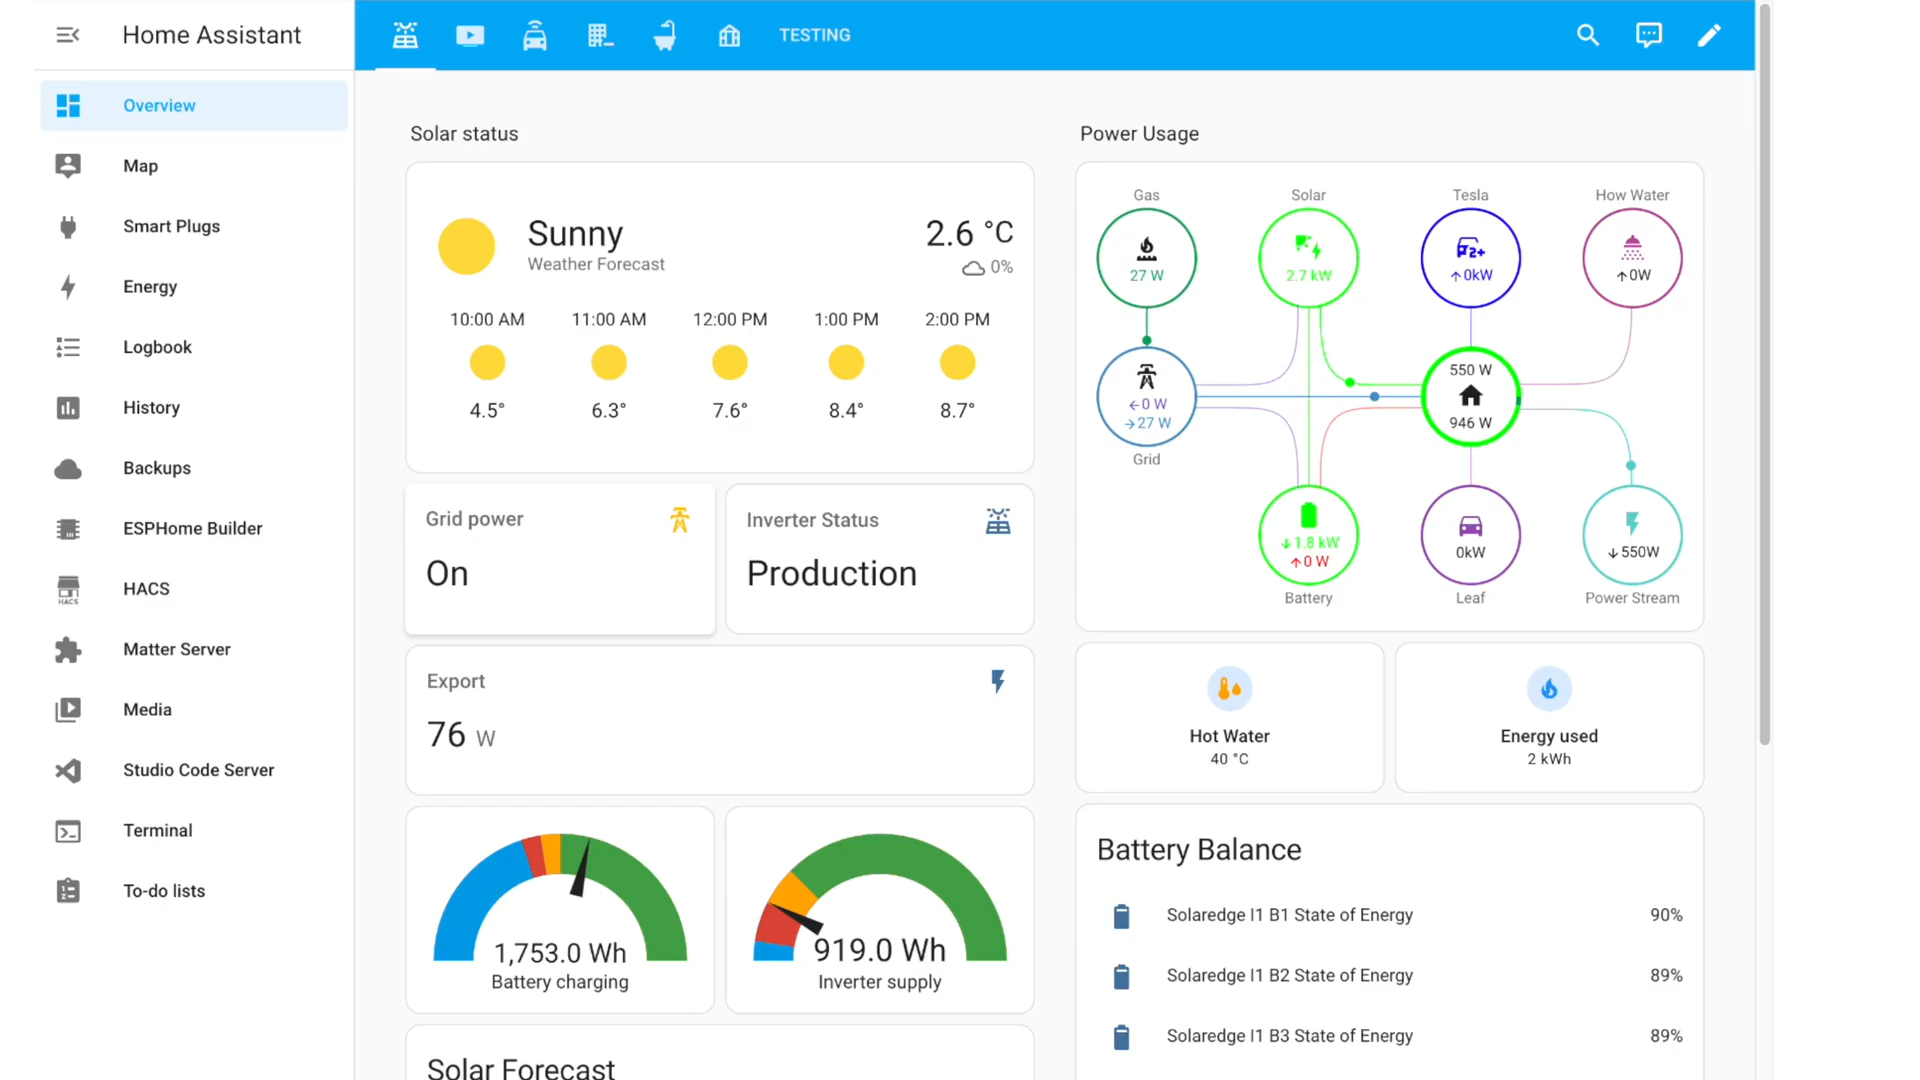 Home Assistant
TESTING
Overview
Map
Smart Plugs
Energy
Logbook
History
Backups
ESPHome Builder
HACS
HACS
Matter Server
Media
Studio Code Server
Terminal
To-do lists
Solar status
Sunny
Weather Forecast
2.6 °C
0%
10:00 AM 11:00 AM 12:00 PM 1:00 PM 2:00 PM
4.5° 6.3° 7.6° 8.4° 8.7°
Grid power
On
Inverter Status
Production
Export
76 W
1,753.0 Wh
Battery charging
919.0 Wh
Inverter supply
Solar Forecast
Power Usage
Gas Solar Tesla How Water
27 W
2.7 kW
2+
↑0kW
↑0W
←0 W
→27 W
Grid
550 W
946 W
↓1.8 kW
↑0 W
Battery
0kW
Leaf
↓550W
Power Stream
Hot Water
40 °C
Energy used
2 kWh
Battery Balance
Solaredge I1 B1 State of Energy 90%
Solaredge I1 B2 State of Energy 89%
Solaredge I1 B3 State of Energy 89%